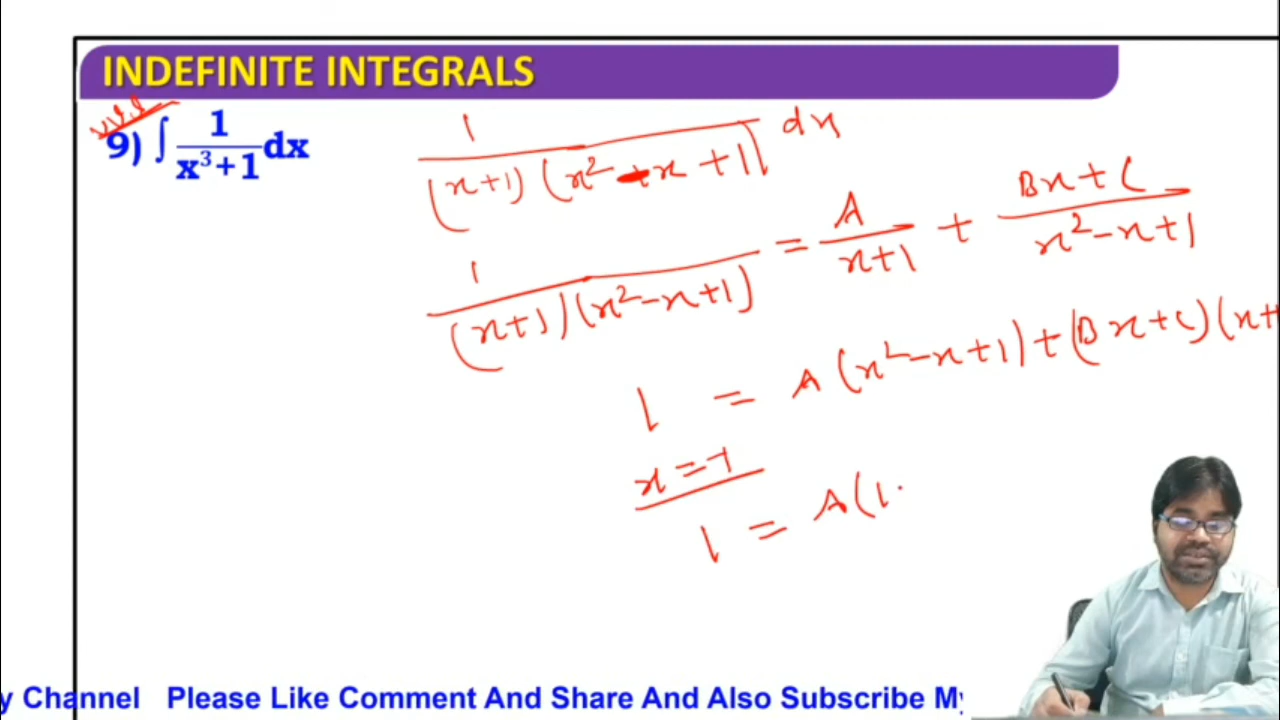 INDEFINITE INTEGRALS
9) ∫ 1/(x³+1) dx
1/((x+1)(x²-x+1)) dx
1/((x+1)(x²-x+1)) = A/(x+1) + (Bx+C)/(x²-x+1)
1 = A(x²-x+1)+(Bx+C)(x+
x=-1
1 = A(1
y Channel Please Like Comment And Share And Also Subscribe My